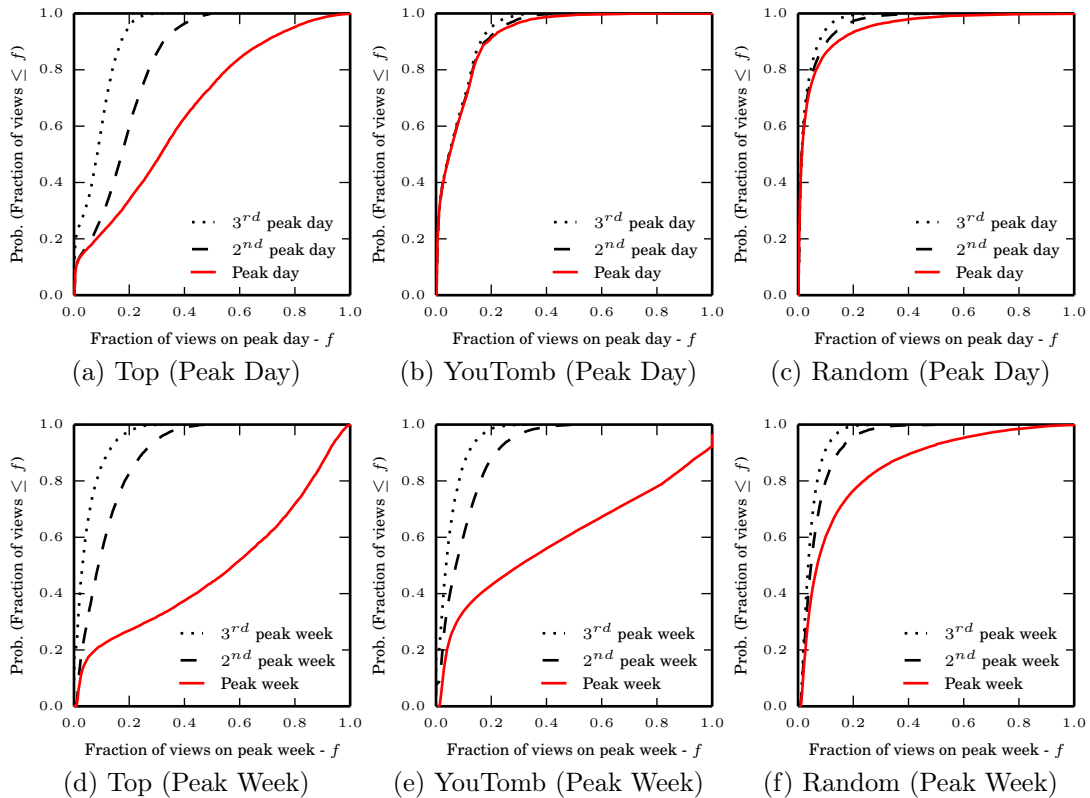 1.0
0.8
0.6
0.4
0.2
0.0
Prob. (Fraction of views ≤ f)
3rd peak day
2nd peak day
Peak day
0.0 0.2 0.4 0.6 0.8 1.0
Fraction of views on peak day - f
(a) Top (Peak Day)
1.0
0.8
0.6
0.4
0.2
0.0
Prob. (Fraction of views ≤ f)
3rd peak day
2nd peak day
Peak day
0.0 0.2 0.4 0.6 0.8 1.0
Fraction of views on peak day - f
(b) YouTomb (Peak Day)
1.0
0.8
0.6
0.4
0.2
0.0
Prob. (Fraction of views ≤ f)
3rd peak day
2nd peak day
Peak day
0.0 0.2 0.4 0.6 0.8 1.0
Fraction of views on peak day - f
(c) Random (Peak Day)
1.0
0.8
0.6
0.4
0.2
0.0
Prob. (Fraction of views ≤ f)
3rd peak week
2nd peak week
Peak week
0.0 0.2 0.4 0.6 0.8 1.0
Fraction of views on peak week - f
(d) Top (Peak Week)
1.0
0.8
0.6
0.4
0.2
0.0
Prob. (Fraction of views ≤ f)
3rd peak week
2nd peak week
Peak week
0.0 0.2 0.4 0.6 0.8 1.0
Fraction of views on peak week - f
(e) YouTomb (Peak Week)
1.0
0.8
0.6
0.4
0.2
0.0
Prob. (Fraction of views ≤ f)
3rd peak week
2nd peak week
Peak week
0.0 0.2 0.4 0.6 0.8 1.0
Fraction of views on peak week - f
(f) Random (Peak Week)